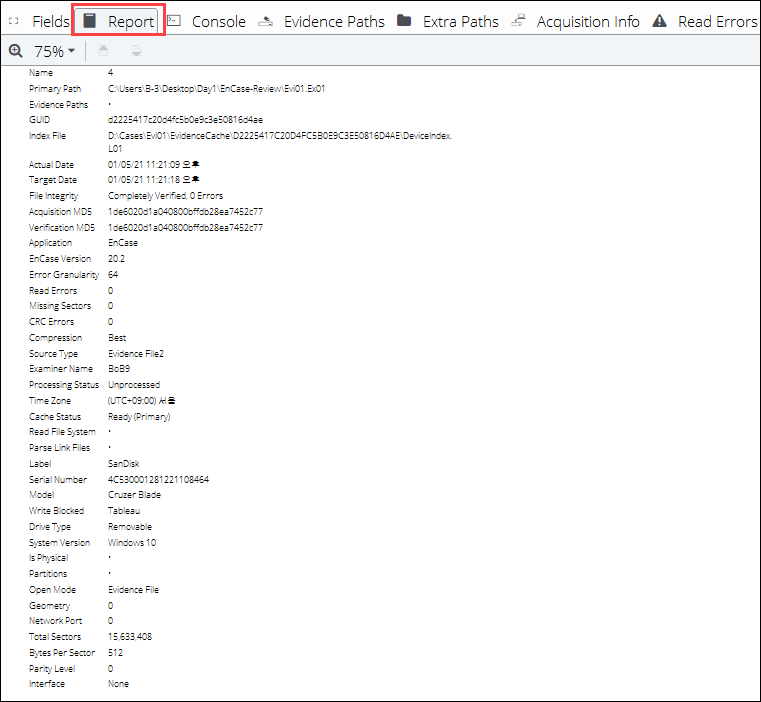 Fields Report Console Evidence Paths Extra Paths Acquisition Info Read Errors
75%
Name 4
Primary Path C:\Users\B-3\Desktop\Day1\EnCase-Review\Evi01.Ex01
Evidence Paths •
GUID d2225417c20d4fc5b0e9c3e50816d4ae
Index File D:\Cases\Evi01\EvidenceCache\D2225417C20D4FC5B0E9C3E50816D4AE\DeviceIndex.
L01
Actual Date 01/05/21 11:21:09 오후
Target Date 01/05/21 11:21:18 오후
File Integrity Completely Verified, 0 Errors
Acquisition MD5 1de6020d1a040800bffdb28ea7452c77
Verification MD5 1de6020d1a040800bffdb28ea7452c77
Application EnCase
EnCase Version 20.2
Error Granularity 64
Read Errors 0
Missing Sectors 0
CRC Errors 0
Compression Best
Source Type Evidence File2
Examiner Name BoB9
Processing Status Unprocessed
Time Zone (UTC+09:00) 서울
Cache Status Ready (Primary)
Read File System •
Parse Link Files •
Label SanDisk
Serial Number 4C530001281221108464
Model Cruzer Blade
Write Blocked Tableau
Drive Type Removable
System Version Windows 10
Is Physical •
Partitions •
Open Mode Evidence File
Geometry 0
Network Port 0
Total Sectors 15,633,408
Bytes Per Sector 512
Parity Level 0
Interface None